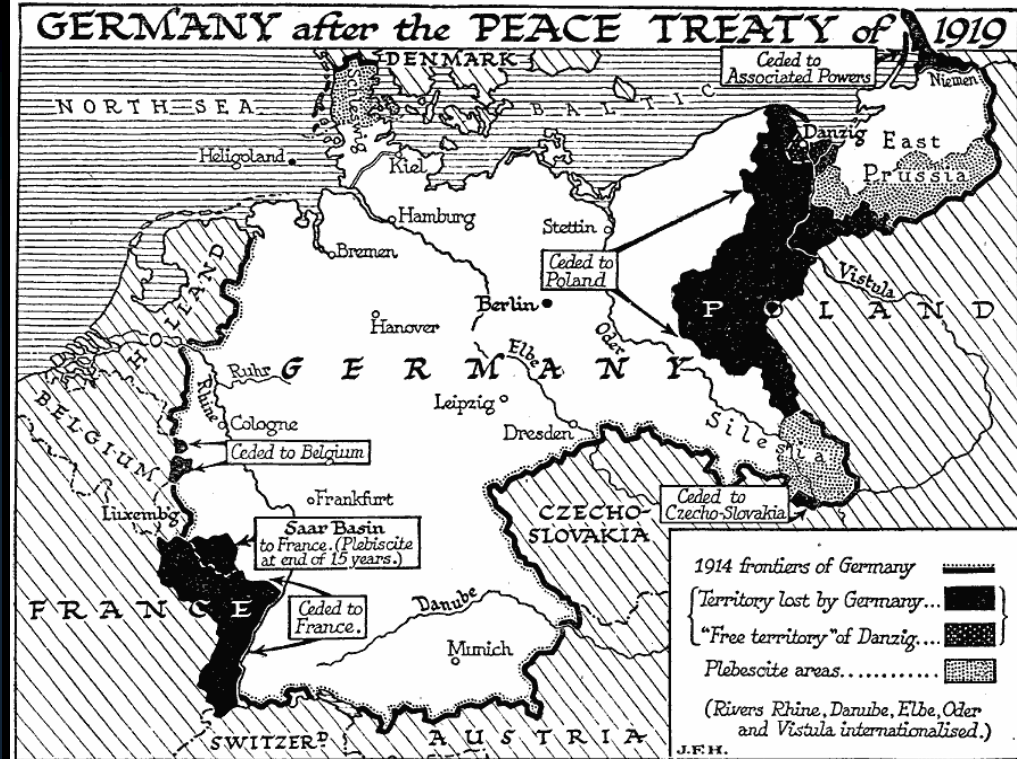 GERMANY after the PEACE TREATY of 1919
Ceded to
Associated Powers
Niemen
DENMARK
NORTH SEA
BALTIC
Schleswig
Heligoland
Kiel
Danzig
East
Prussia
Hamburg
Stettin
Bremen
Ceded to
Poland
Vistula
HOLLAND
Berlin
POLAND
Hanover
Oder
Elbe
GERMANY
Ruhr
Rhine
BELGIUM
Leipzig
Cologne
Dresden
Silesia
Ceded to Belgium
Frankfurt
Ceded to
Czecho-Slovakia
Luxemb'g
CZECHO-
SLOVAKIA
Saar Basin
to France. (Plebiscite
at end of 15 years.)
FRANCE
Ceded to
France.
Danube
Munich
SWITZERD
AUSTRIA
1914 frontiers of Germany
Territory lost by Germany...
"Free territory" of Danzig....
Plebescite areas............
(Rivers Rhine, Danube, Elbe, Oder
and Vistula internationalised.)
J.F.H.